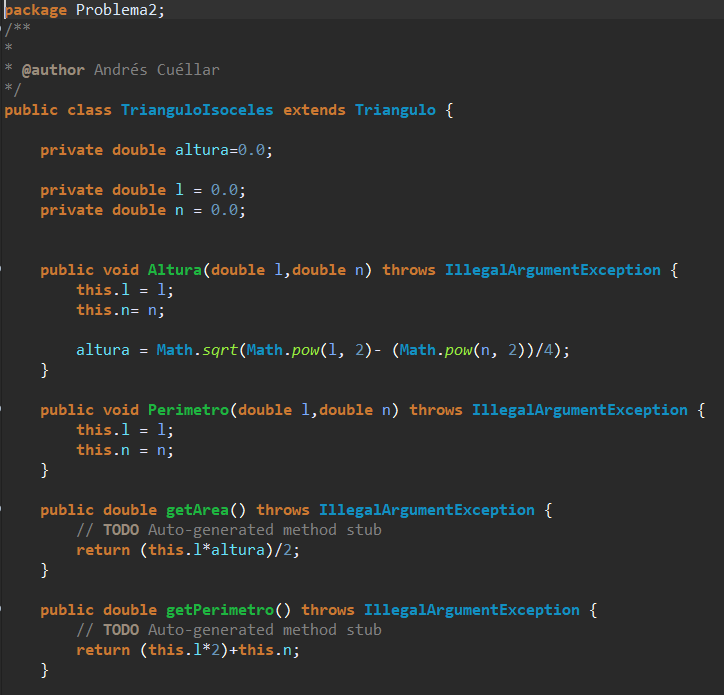 package Problema2;
/**
*
* @author Andrés Cuéllar
*/
public class TrianguloIsoceles extends Triangulo {
private double altura=0.0;
private double l = 0.0;
private double n = 0.0;
public void Altura(double l,double n) throws IllegalArgumentException {
this.l = l;
this.n= n;
altura = Math.sqrt(Math.pow(l, 2)- (Math.pow(n, 2))/4);
}
public void Perimetro(double l,double n) throws IllegalArgumentException {
this.l = l;
this.n = n;
}
public double getArea() throws IllegalArgumentException {
// TODO Auto-generated method stub
return (this.l*altura)/2;
}
public double getPerimetro() throws IllegalArgumentException {
// TODO Auto-generated method stub
return (this.l*2)+this.n;
}